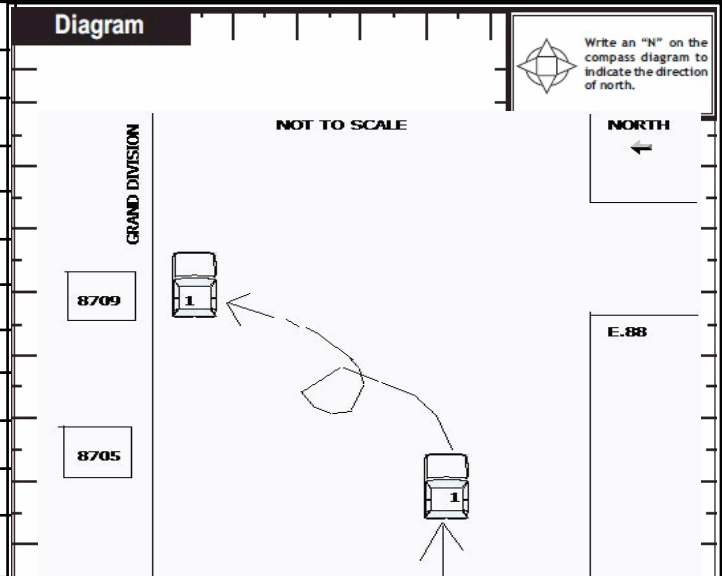 Diagram
Write an “N” on the
compass diagram to
indicate the direction
of north.
NOT TO SCALE
NORTH
GRAND DIVISION
8709
1
E.88
8705
1